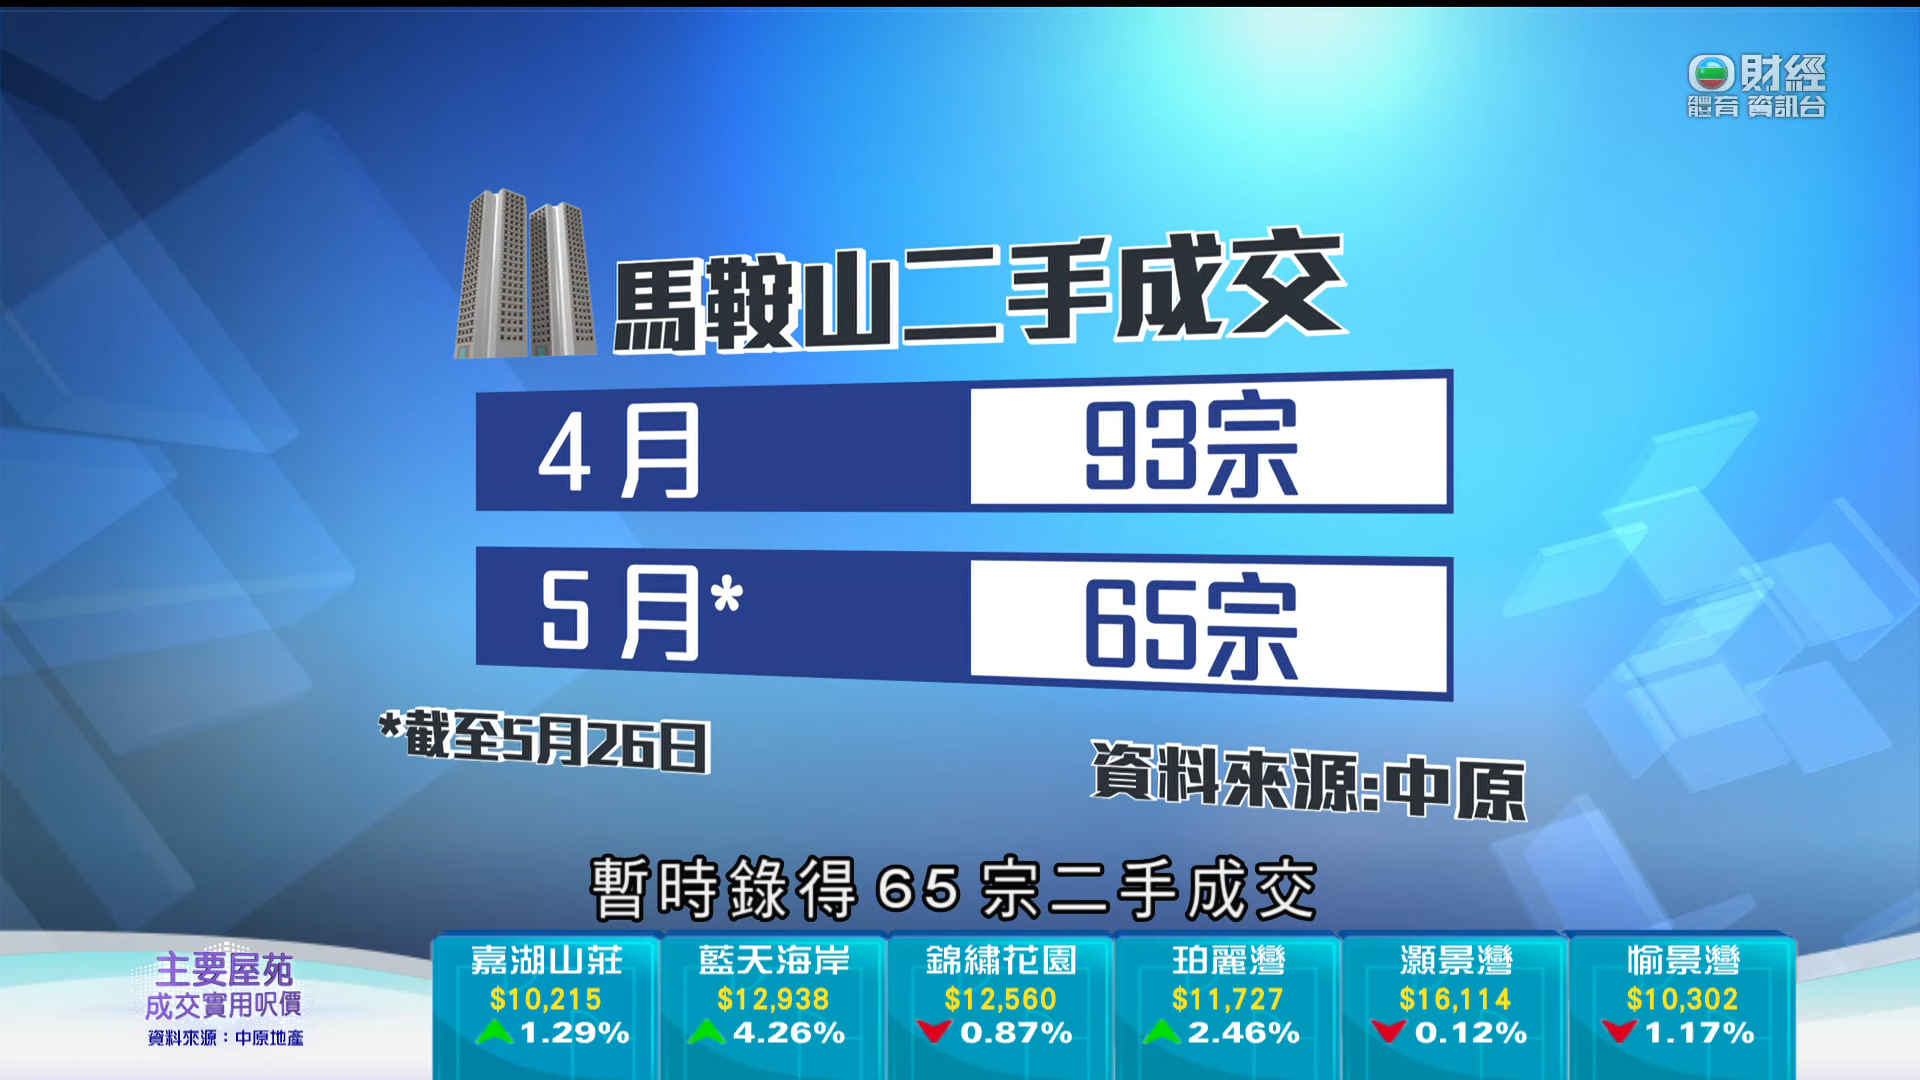 財經
體育 資訊台
馬鞍山二手成交
4月 93宗
5月* 65宗
*截至5月26日
資料來源:中原
暫時錄得65宗二手成交
主要屋苑
成交實用呎價
資料來源：中原地產
嘉湖山莊 藍天海岸 錦繡花園 珀麗灣 灝景灣 愉景灣
$10,215 $12,938 $12,560 $11,727 $16,114 $10,302
1.29% 4.26% 0.87% 2.46% 0.12% 1.17%